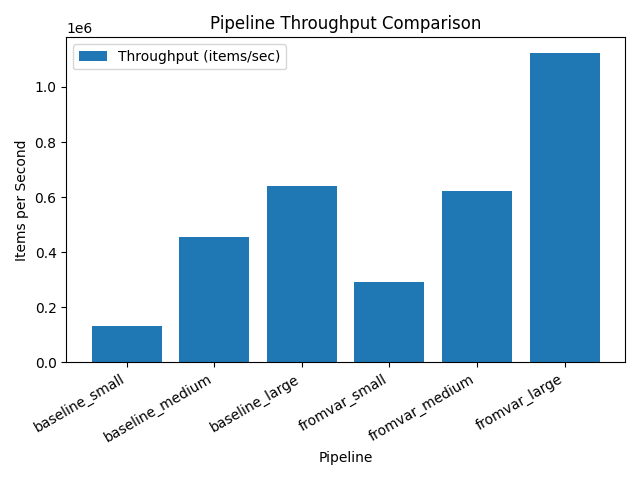 Pipeline Throughput Comparison
1e6
Throughput (items/sec)
1.0
0.8
0.6
0.4
0.2
0.0
Items per Second
baseline_small
baseline_medium
baseline_large
fromvar_small
fromvar_medium
fromvar_large
Pipeline